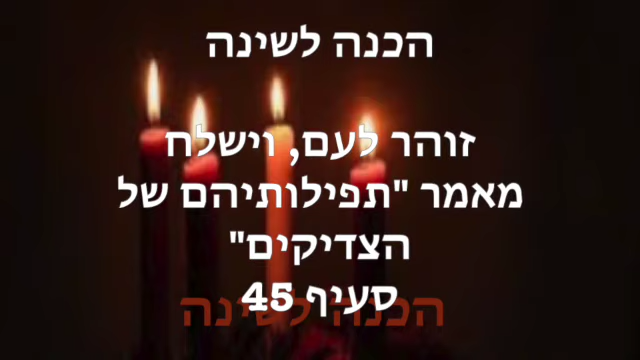 הכנה לשינה
זוהר לעם, וישלח
מאמר "תפילותיהם של
הצדיקים"
סעיף 45
הכנה לשינה